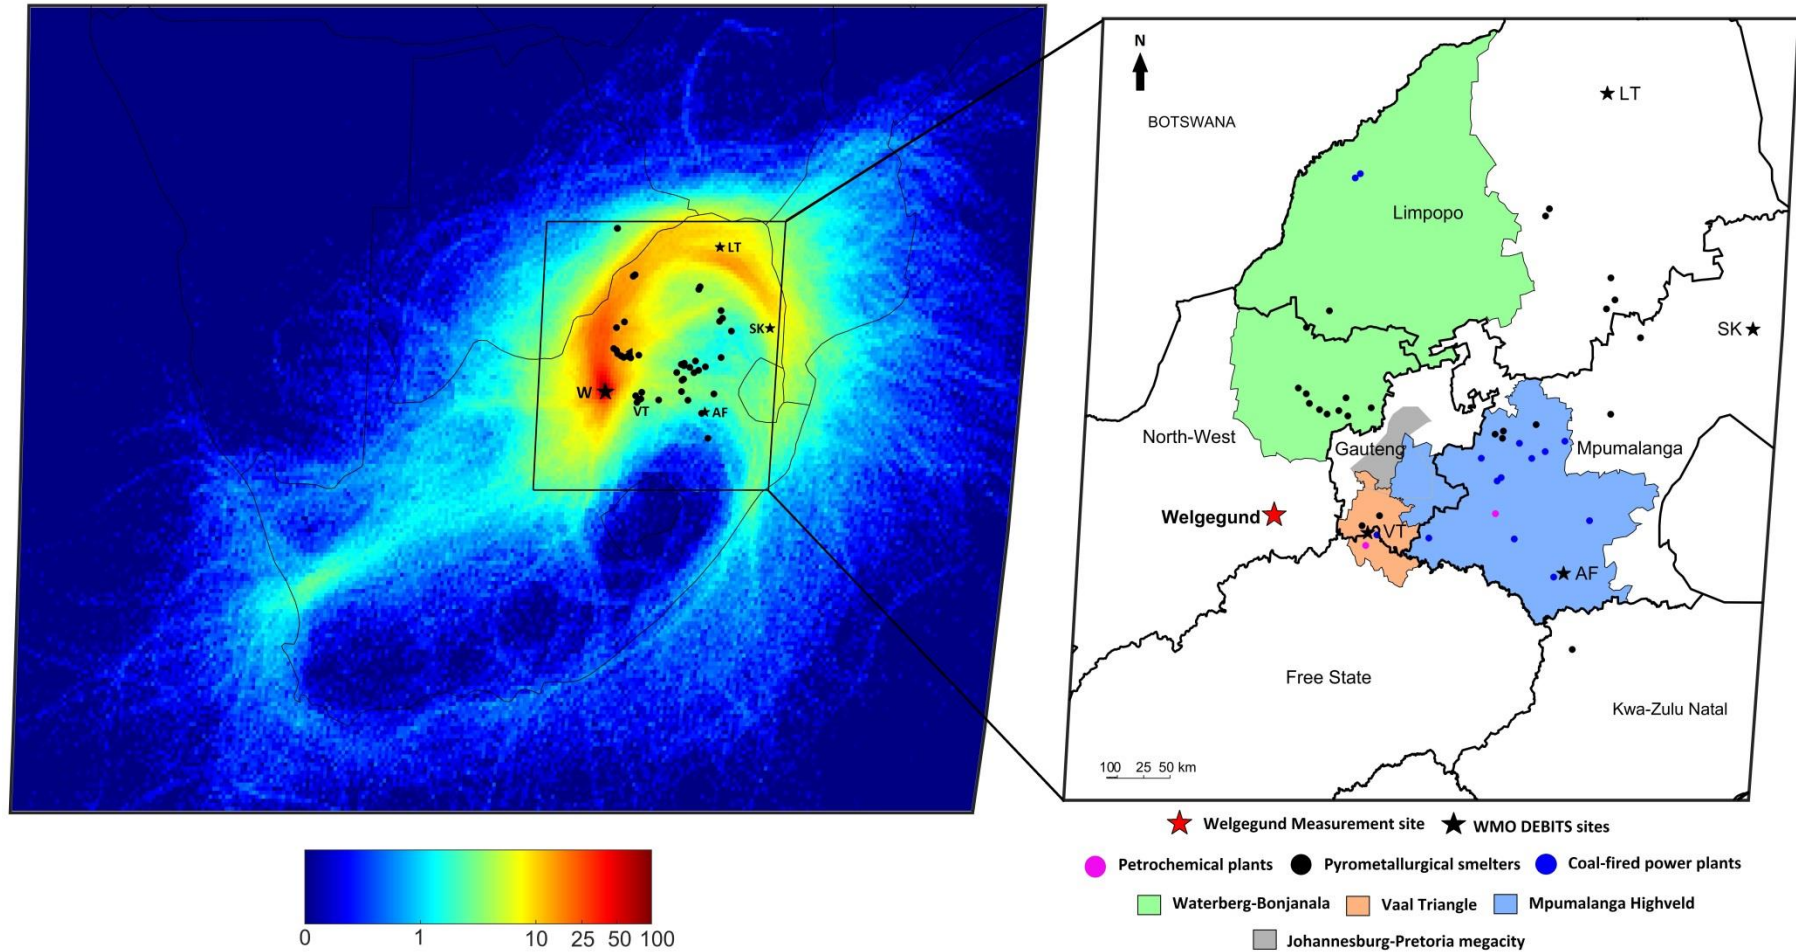 LT
SK
W
VT
AF
0 1 10 25 50 100
N
LT
BOTSWANA
Limpopo
SK
North-West
Gauteng
Mpumalanga
Welgegund
VT
AF
Free State
Kwa-Zulu Natal
100 25 50 km
Welgegund Measurement site WMO DEBITS sites
Petrochemical plants Pyrometallurgical smelters Coal-fired power plants
Waterberg-Bonjanala Vaal Triangle Mpumalanga Highveld
Johannesburg-Pretoria megacity